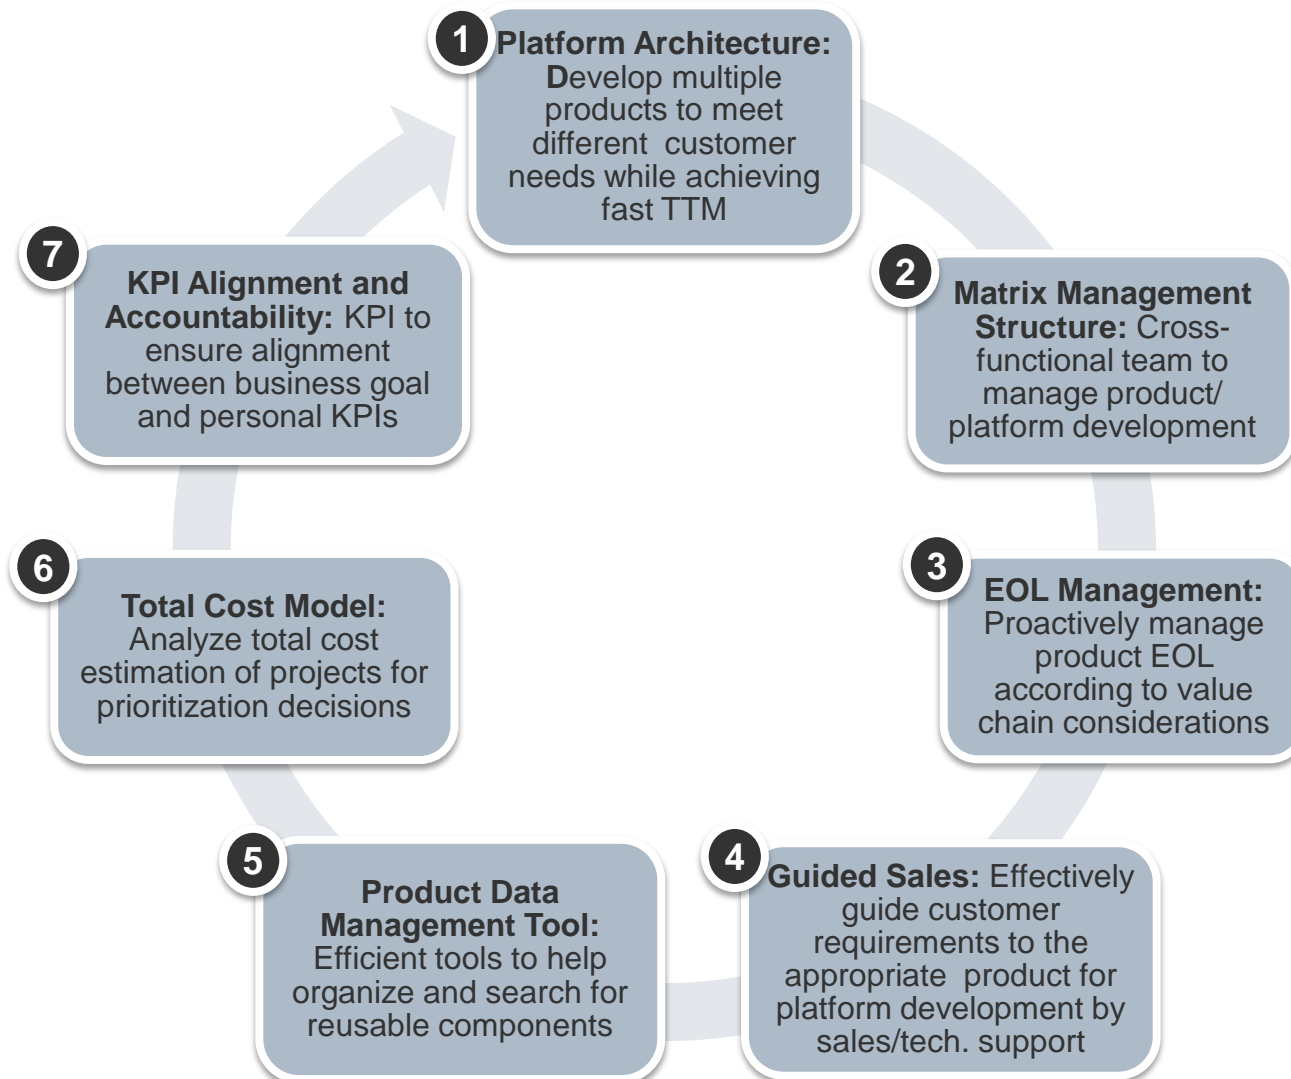 1
Platform Architecture:
Develop multiple
products to meet
different customer
needs while achieving
fast TTM
2
Matrix Management
Structure: Cross-
functional team to
manage product/
platform development
3
EOL Management:
Proactively manage
product EOL
according to value
chain considerations
4
Guided Sales: Effectively
guide customer
requirements to the
appropriate product for
platform development by
sales/tech. support
5
Product Data
Management Tool:
Efficient tools to help
organize and search for
reusable components
6
Total Cost Model:
Analyze total cost
estimation of projects for
prioritization decisions
7
KPI Alignment and
Accountability: KPI to
ensure alignment
between business goal
and personal KPIs